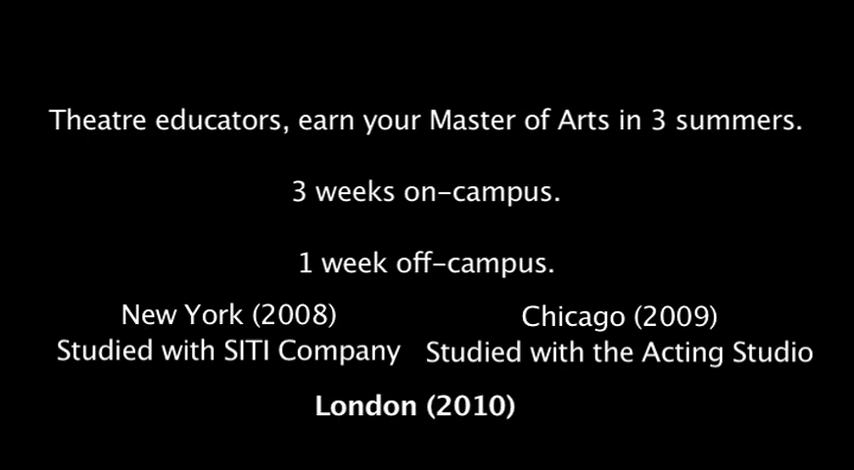 Theatre educators, earn your Master of Arts in 3 summers.
3 weeks on-campus.
1 week off-campus.
New York (2008)
Studied with SITI Company
Chicago (2009)
Studied with the Acting Studio
London (2010)